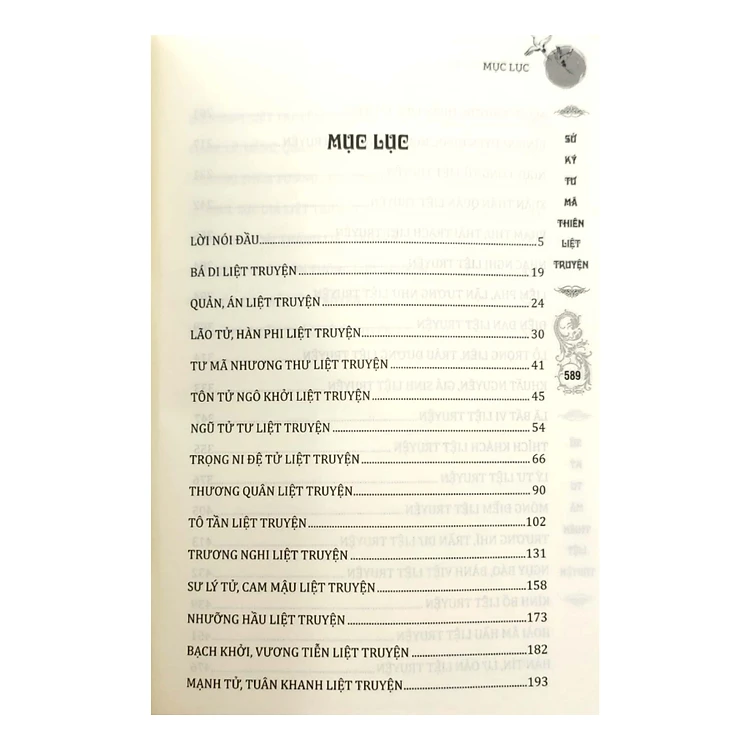 MỤC LỤC
MỤC LỤC
LỜI NÓI ĐẦU 5
BÁ DI LIỆT TRUYỆN 19
QUẢN, ÁN LIỆT TRUYỆN 24
LÃO TỬ, HÀN PHI LIỆT TRUYỆN 30
TƯ MÃ NHƯƠNG THƯ LIỆT TRUYỆN 41
TÔN TỬ NGÔ KHỞI LIỆT TRUYỆN 45
NGŨ TỬ TƯ LIỆT TRUYỆN 54
TRỌNG NI ĐỆ TỬ LIỆT TRUYỆN 66
THƯƠNG QUÂN LIỆT TRUYỆN 90
TÔ TẦN LIỆT TRUYỆN 102
TRƯƠNG NGHI LIỆT TRUYỆN 131
SƯ LÝ TỬ, CAM MẬU LIỆT TRUYỆN 158
NHƯỠNG HẦU LIỆT TRUYỆN 173
BẠCH KHỞI, VƯƠNG TIỄN LIỆT TRUYỆN 182
MẠNH TỬ, TUÂN KHANH LIỆT TRUYỆN 193
SỬ
KÝ
TƯ
MÃ
THIÊN
LIỆT
TRUYỆN
589